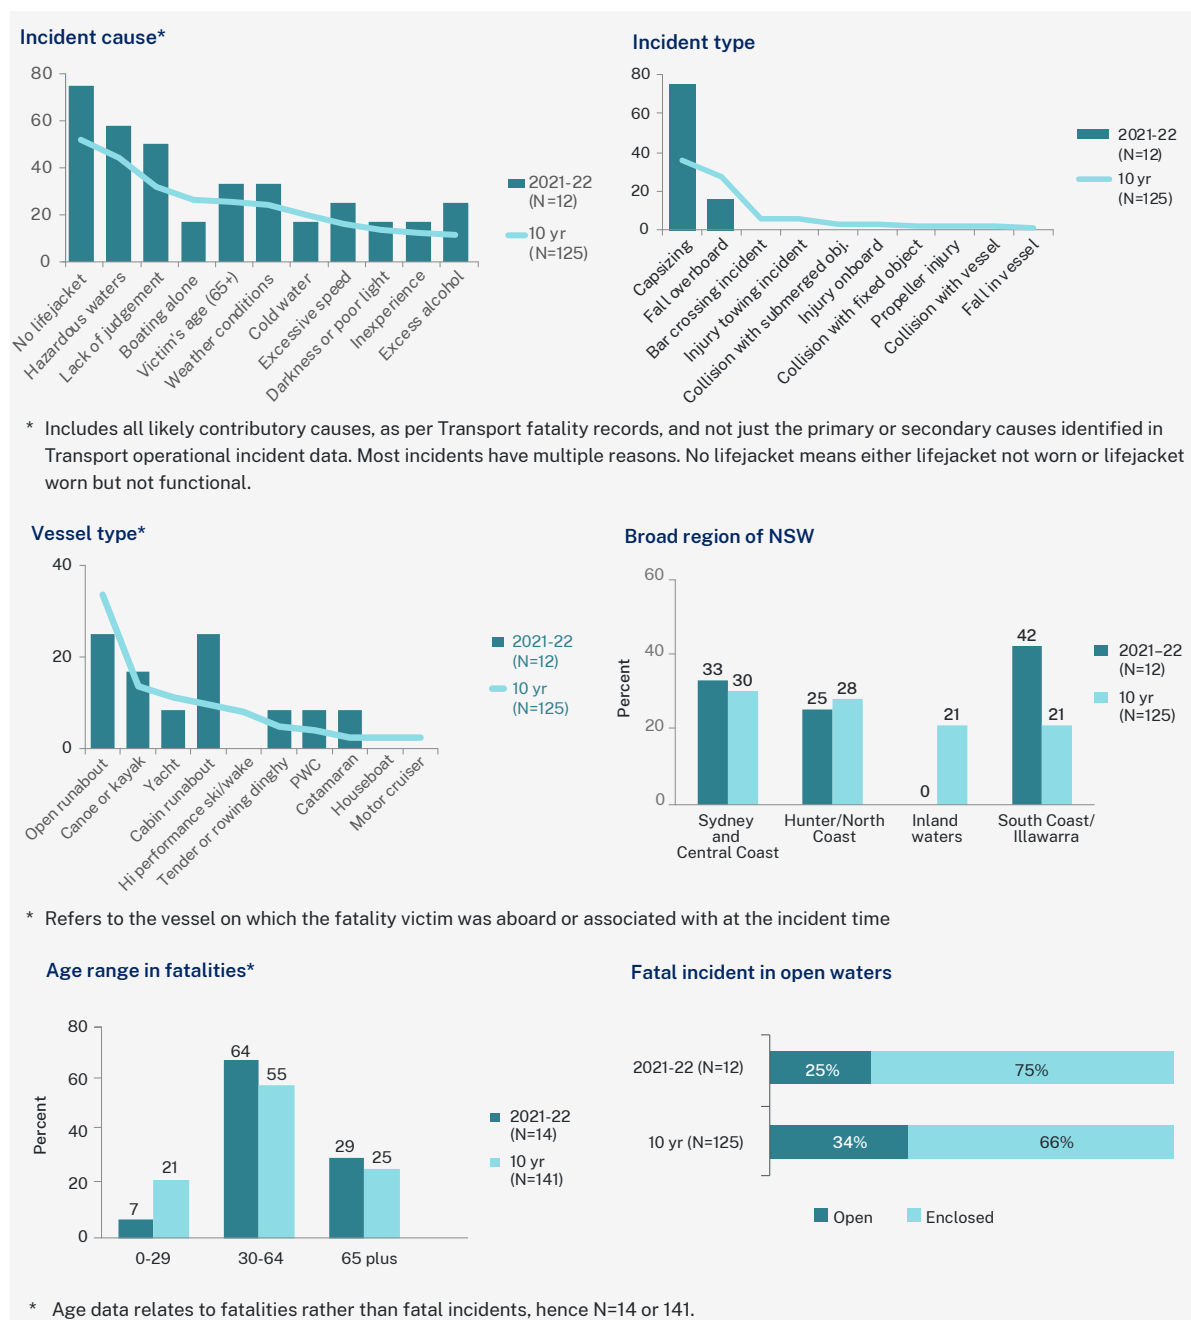 Incident cause*
80
60
40
20
0
No lifejacket
Hazardous waters
Lack of judgement
Boating alone
Victim's age (65+)
Weather conditions
Cold water
Excessive speed
Darkness or poor light
Inexperience
Excess alcohol
2021-22
(N=12)
10 yr
(N=125)
Incident type
80
60
40
20
0
Capsizing
Fall overboard
Bar crossing incident
Injury towing incident
Collision with submerged obj.
Injury onboard
Collision with fixed object
Propeller injury
Collision with vessel
Fall in vessel
2021-22
(N=12)
10 yr
(N=125)
* Includes all likely contributory causes, as per Transport fatality records, and not just the primary or secondary causes identified in
Transport operational incident data. Most incidents have multiple reasons. No lifejacket means either lifejacket not worn or lifejacket
worn but not functional.
Vessel type*
40
20
0
Open runabout
Canoe or kayak
Yacht
Cabin runabout
Hi performance ski/wake
Tender or rowing dinghy
PWC
Catamaran
Houseboat
Motor cruiser
2021-22
(N=12)
10 yr
(N=125)
Broad region of NSW
Percent
60
40
20
0
33
30
25
28
0
21
42
21
Sydney
and
Central Coast
Hunter/North
Coast
Inland
waters
South Coast/
Illawarra
2021–22
(N=12)
10 yr
(N=125)
* Refers to the vessel on which the fatality victim was aboard or associated with at the incident time
Age range in fatalities*
Percent
80
60
40
20
0
7
21
64
55
29
25
0-29
30-64
65 plus
2021-22
(N=14)
10 yr
(N=141)
Fatal incident in open waters
2021-22 (N=12)
25%
75%
10 yr (N=125)
34%
66%
Open
Enclosed
* Age data relates to fatalities rather than fatal incidents, hence N=14 or 141.